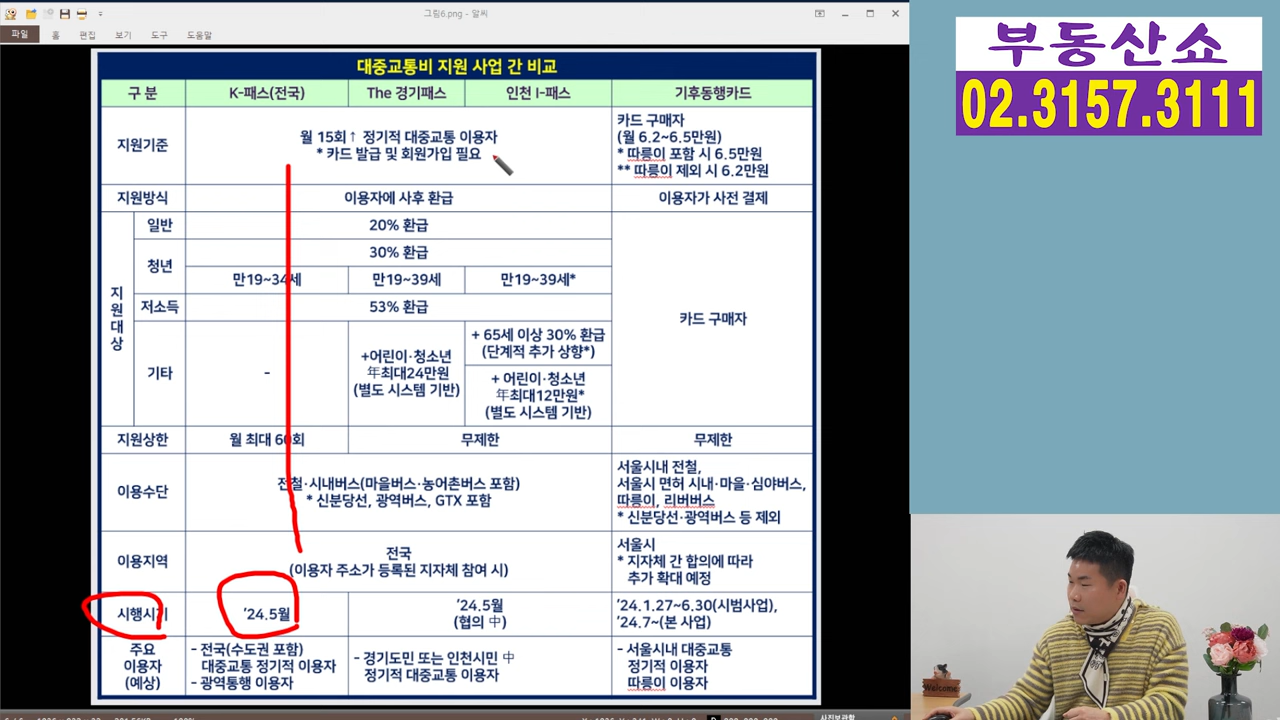 그림6.png - 알씨
파일 홈 편집 보기 도구 도움말
부동산쇼
02.3157.3111
대중교통비 지원 사업 간 비교
구 분 K-패스(전국) The 경기패스 인천 I-패스 기후동행카드
지원기준
월 15회↑ 정기적 대중교통 이용자
* 카드 발급 및 회원가입 필요
카드 구매자
(월 6.2~6.5만원)
* 따릉이 포함 시 6.5만원
** 따릉이 제외 시 6.2만원
지원방식 이용자에 사후 환급 이용자가 사전 결제
지원대상
일반 20% 환급
청년 30% 환급
만19~34세 만19~39세 만19~39세*
저소득 53% 환급
카드 구매자
기타
-
+어린이·청소년
年최대24만원
(별도 시스템 기반)
+ 65세 이상 30% 환급
(단계적 추가 상향*)
+ 어린이·청소년
年최대12만원*
(별도 시스템 기반)
지원상한 월 최대 60회 무제한 무제한
이용수단
전철·시내버스(마을버스·농어촌버스 포함)
* 신분당선, 광역버스, GTX 포함
서울시내 전철,
서울시 면허 시내·마을·심야버스,
따릉이, 리버버스
* 신분당선·광역버스 등 제외
이용지역
전국
(이용자 주소가 등록된 지자체 참여 시)
서울시
* 지자체 간 합의에 따라
추가 확대 예정
시행시기
'24.5월
'24.5월
(협의 中)
'24.1.27~6.30(시범사업),
'24.7~(본 사업)
주요
이용자
(예상)
- 전국(수도권 포함)
대중교통 정기적 이용자
- 광역통행 이용자
- 경기도민 또는 인천시민 中
정기적 대중교통 이용자
- 서울시내 대중교통
정기적 이용자
따릉이 이용자
Welcome